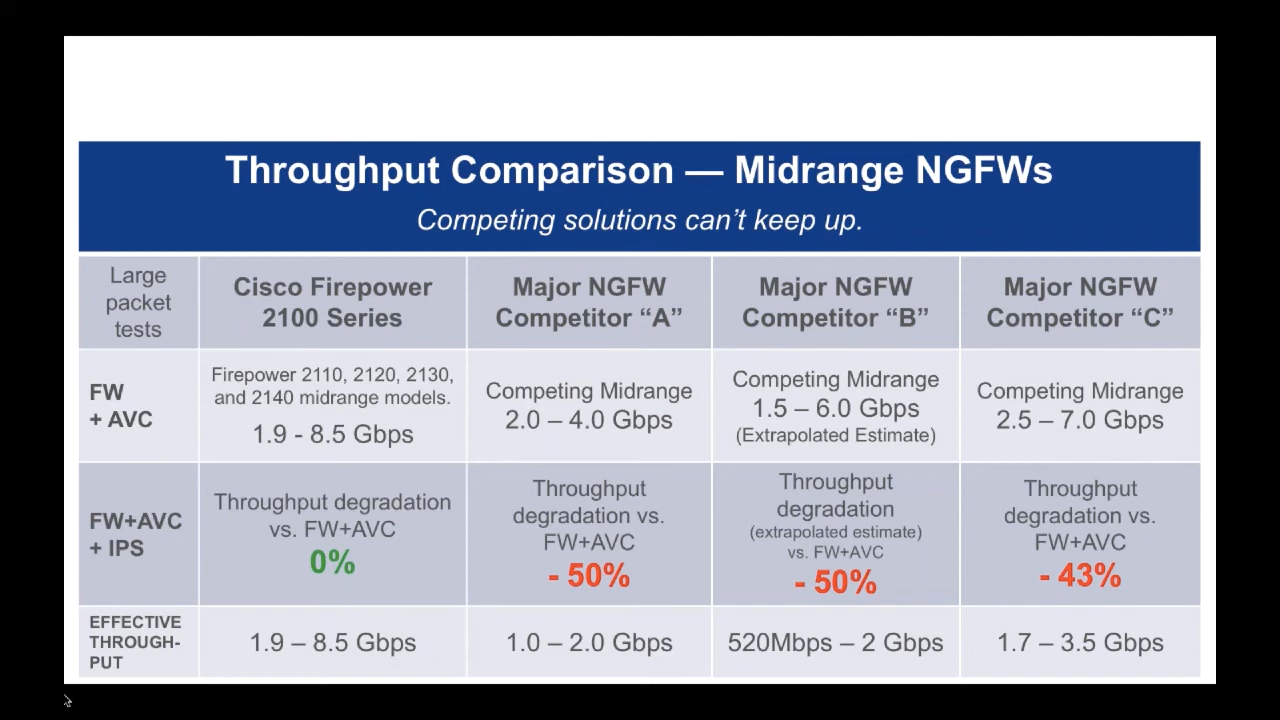 Throughput Comparison — Midrange NGFWs
Competing solutions can’t keep up.
Large
packet
tests
Cisco Firepower
2100 Series
Major NGFW
Competitor “A”
Major NGFW
Competitor “B”
Major NGFW
Competitor “C”
FW
+ AVC
Firepower 2110, 2120, 2130,
and 2140 midrange models.
1.9 - 8.5 Gbps
Competing Midrange
2.0 – 4.0 Gbps
Competing Midrange
1.5 – 6.0 Gbps
(Extrapolated Estimate)
Competing Midrange
2.5 – 7.0 Gbps
FW+AVC
+ IPS
Throughput degradation
vs. FW+AVC
0%
Throughput
degradation vs.
FW+AVC
- 50%
Throughput
degradation
(extrapolated estimate)
vs. FW+AVC
- 50%
Throughput
degradation vs.
FW+AVC
- 43%
EFFECTIVE
THROUGH-
PUT
1.9 – 8.5 Gbps
1.0 – 2.0 Gbps
520Mbps – 2 Gbps
1.7 – 3.5 Gbps